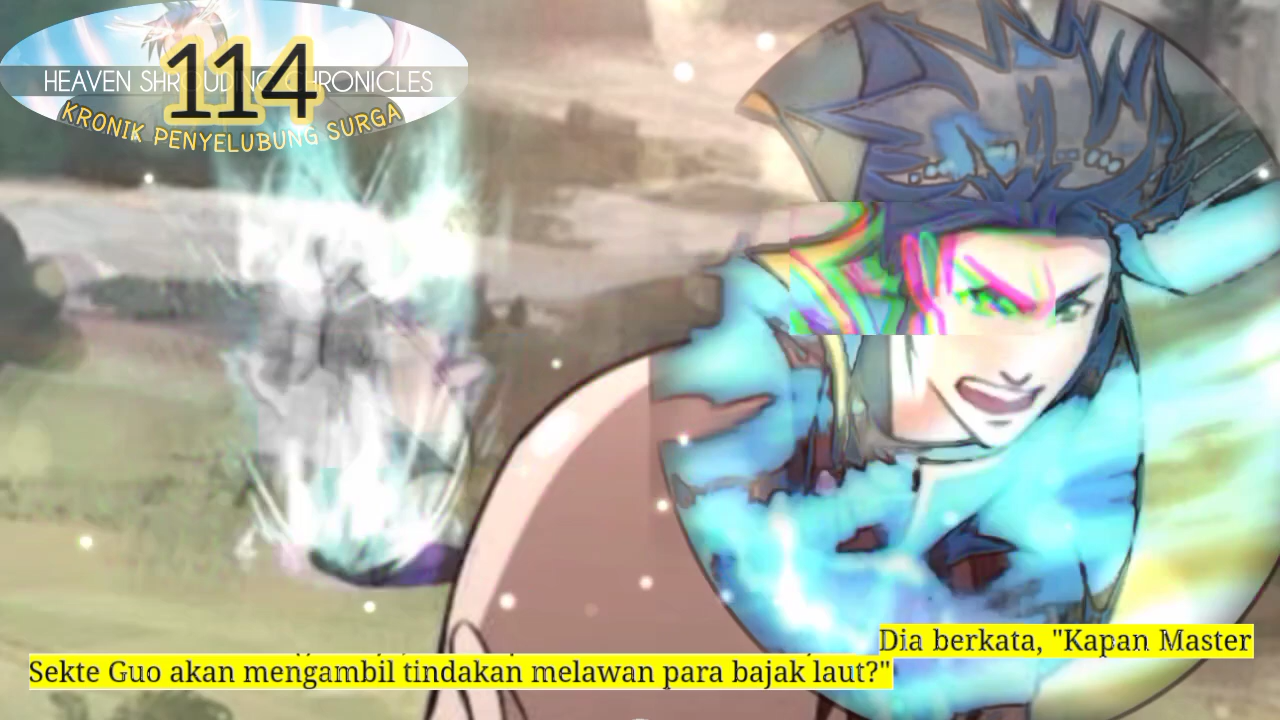 114
HEAVEN SHROUDING CHRONICLES
KRONIK PENYELUBUNG SURGA
Dia berkata, "Kapan Master
Sekte Guo akan mengambil tindakan melawan para bajak laut?"